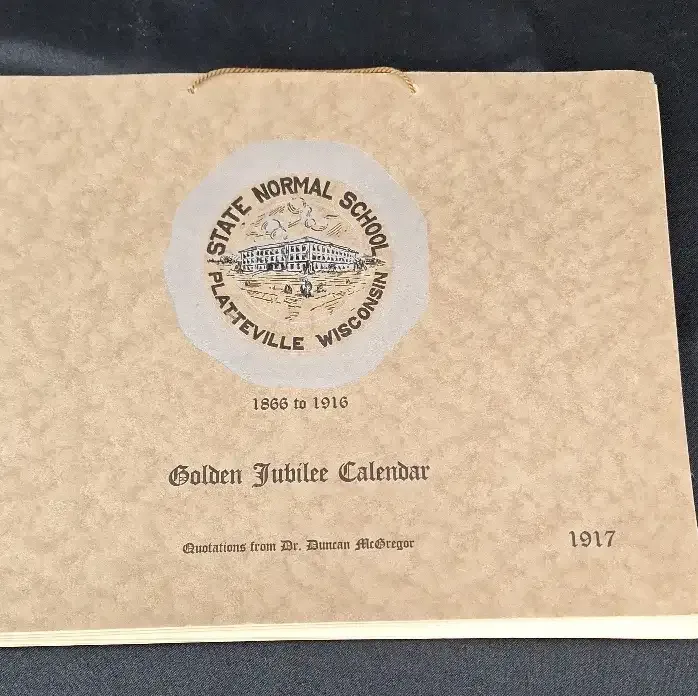 STATE NORMAL SCHOOL
PLATTEVILLE WISCONSIN
1866 to 1916
Golden Jubilee Calendar
Quotations from Dr. Duncan McGregor
1917